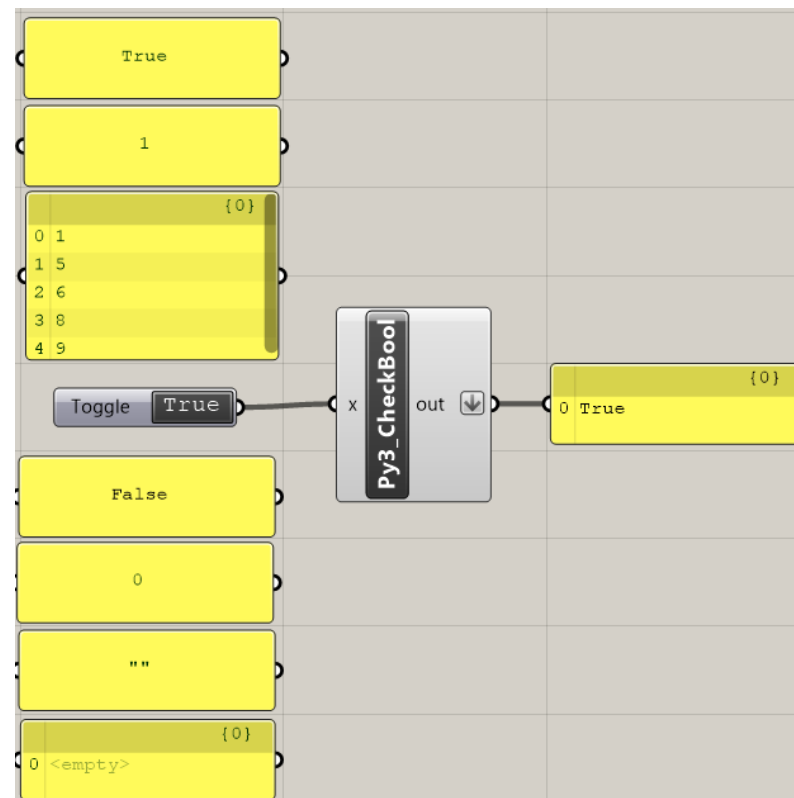 True
1
{0}
0 1
1 5
2 6
3 8
4 9
Toggle True
x
Py3_CheckBool
out
{0}
0 True
False
0
""
{0}
0 <empty>